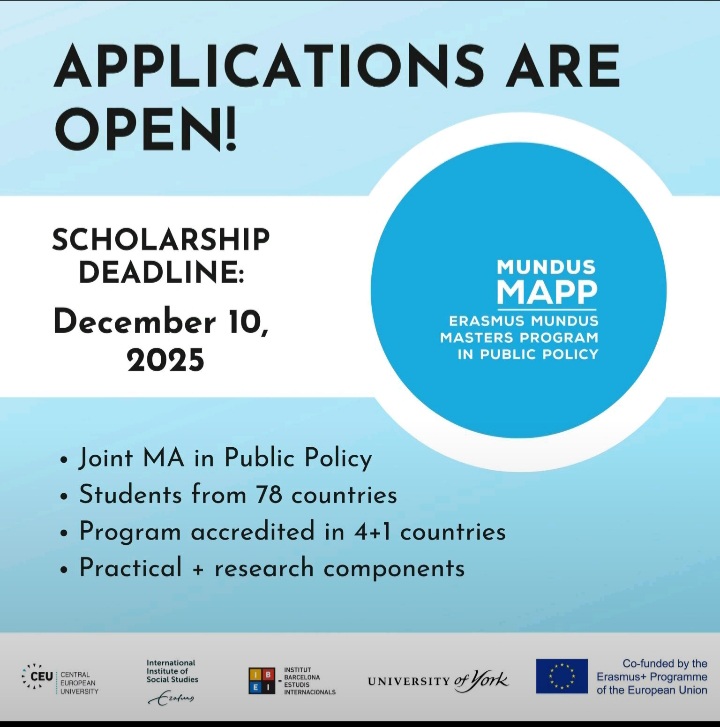 APPLICATIONS ARE
OPEN!
SCHOLARSHIP
DEADLINE:
December 10,
2025
MUNDUS
MAPP
ERASMUS MUNDUS
MASTERS PROGRAM
IN PUBLIC POLICY
• Joint MA in Public Policy
• Students from 78 countries
• Program accredited in 4+1 countries
• Practical + research components
CEU
CENTRAL
EUROPEAN
UNIVERSITY
International
Institute of
Social Studies
Erasmus
IB
EI
INSTITUT
BARCELONA
ESTUDIS
INTERNACIONALS
UNIVERSITY of York
Co-funded by the
Erasmus+ Programme
of the European Union